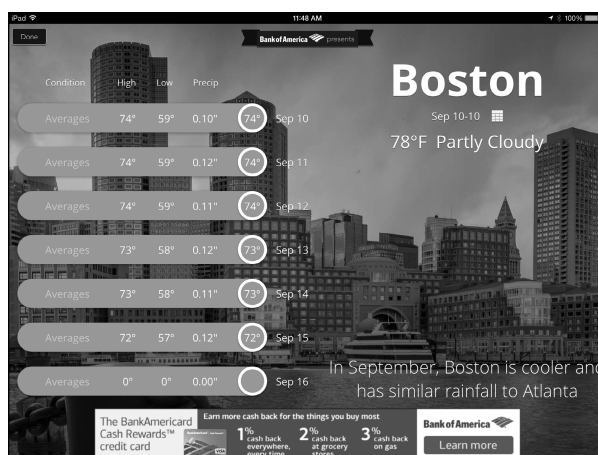 iPad 11:48 AM 100%
Done
Bank of America presents
Boston
Sep 10-10
78°F Partly Cloudy
Condition High Low Precip
Averages 74° 59° 0.10" 74° Sep 10
Averages 74° 59° 0.12" 74° Sep 11
Averages 74° 59° 0.11" 74° Sep 12
Averages 73° 58° 0.12" 73° Sep 13
Averages 73° 58° 0.11" 73° Sep 14
Averages 72° 57° 0.12" 72° Sep 15
Averages 0° 0° 0.00" Sep 16
In September, Boston is cooler and
has similar rainfall to Atlanta
The BankAmericard
Cash Rewards™
credit card
VISA
Earn more cash back for the things you buy most
1% cash back
everywhere,
every time
2% cash back
at grocery
stores
3% cash back
on gas
Bank of America
Learn more